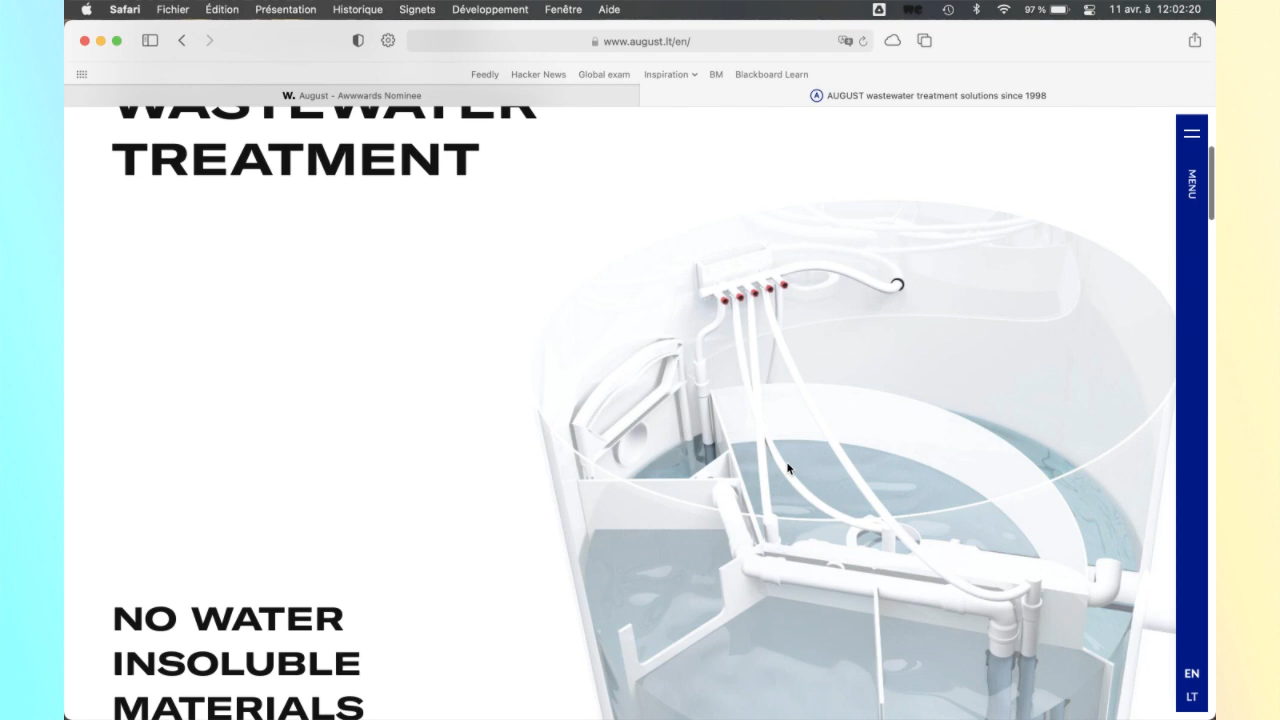 Safari Fichier Édition Présentation Historique Signets Développement Fenêtre Aide 97 % 11 avr. à 12:02:20
www.august.lt/en/
Feedly Hacker News Global exam Inspiration BM Blackboard Learn
W. August - Awwwards Nominee
A AUGUST wastewater treatment solutions since 1998
WASTEWATER
TREATMENT
MENU
NO WATER
INSOLUBLE
MATERIALS
EN
LT